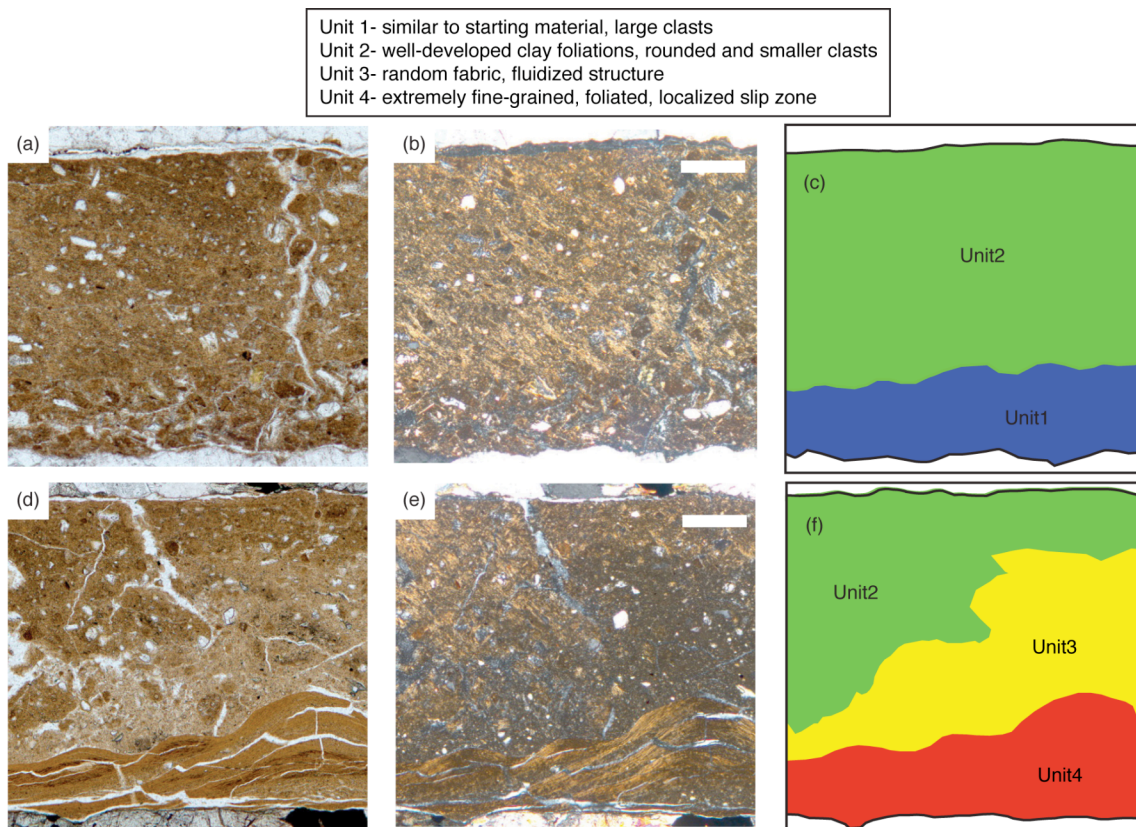 Unit 1- similar to starting material, large clasts
Unit 2- well-developed clay foliations, rounded and smaller clasts
Unit 3- random fabric, fluidized structure
Unit 4- extremely fine-grained, foliated, localized slip zone
(a)
(b)
(c)
Unit2
Unit1
(d)
(e)
(f)
Unit2
Unit3
Unit4